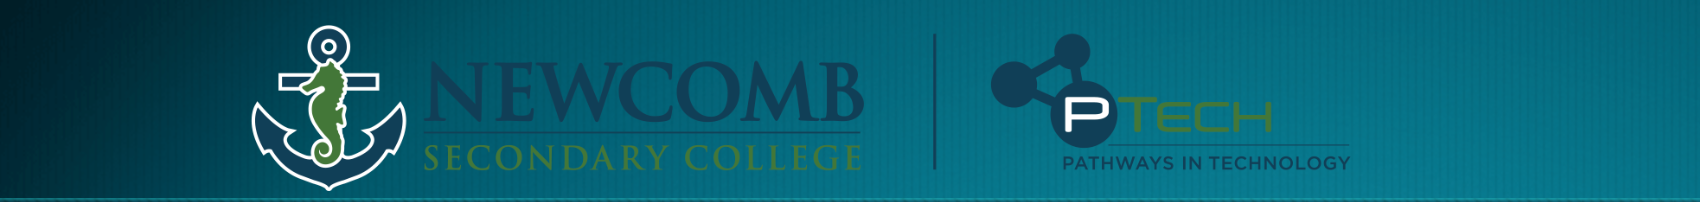 NEWCOMB
SECONDARY COLLEGE
PTECH
PATHWAYS IN TECHNOLOGY